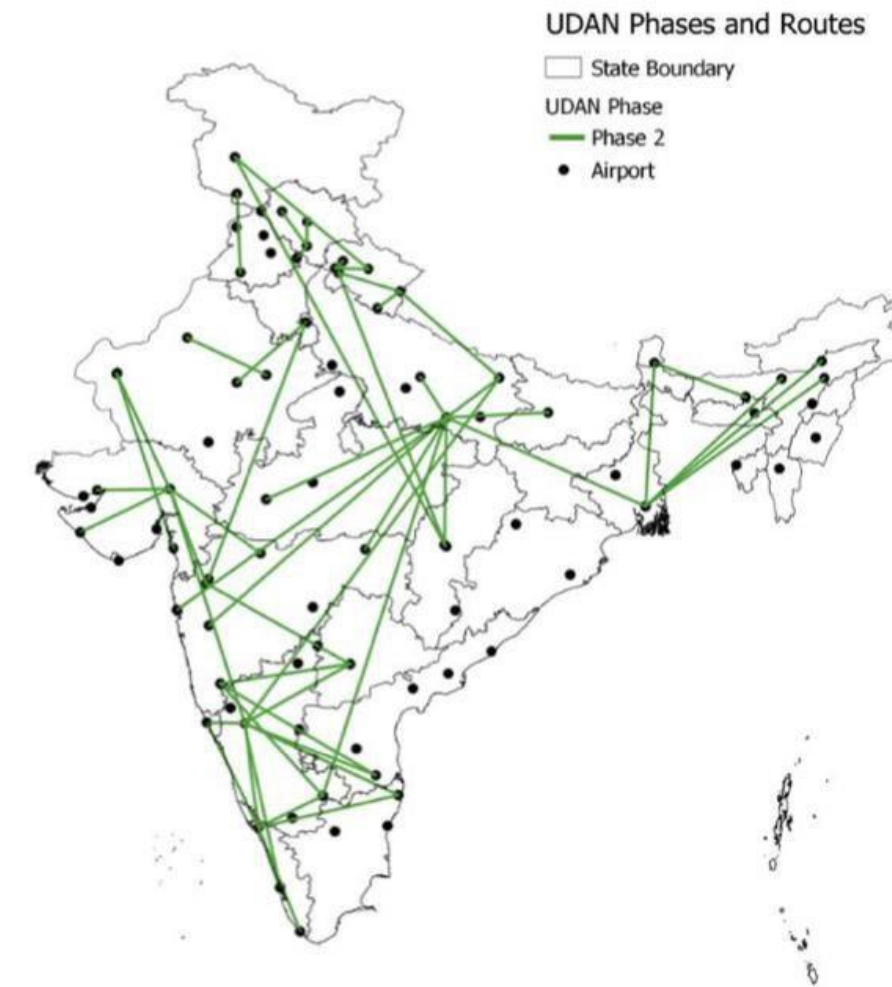 UDAN Phases and Routes
State Boundary
UDAN Phase
Phase 2
Airport